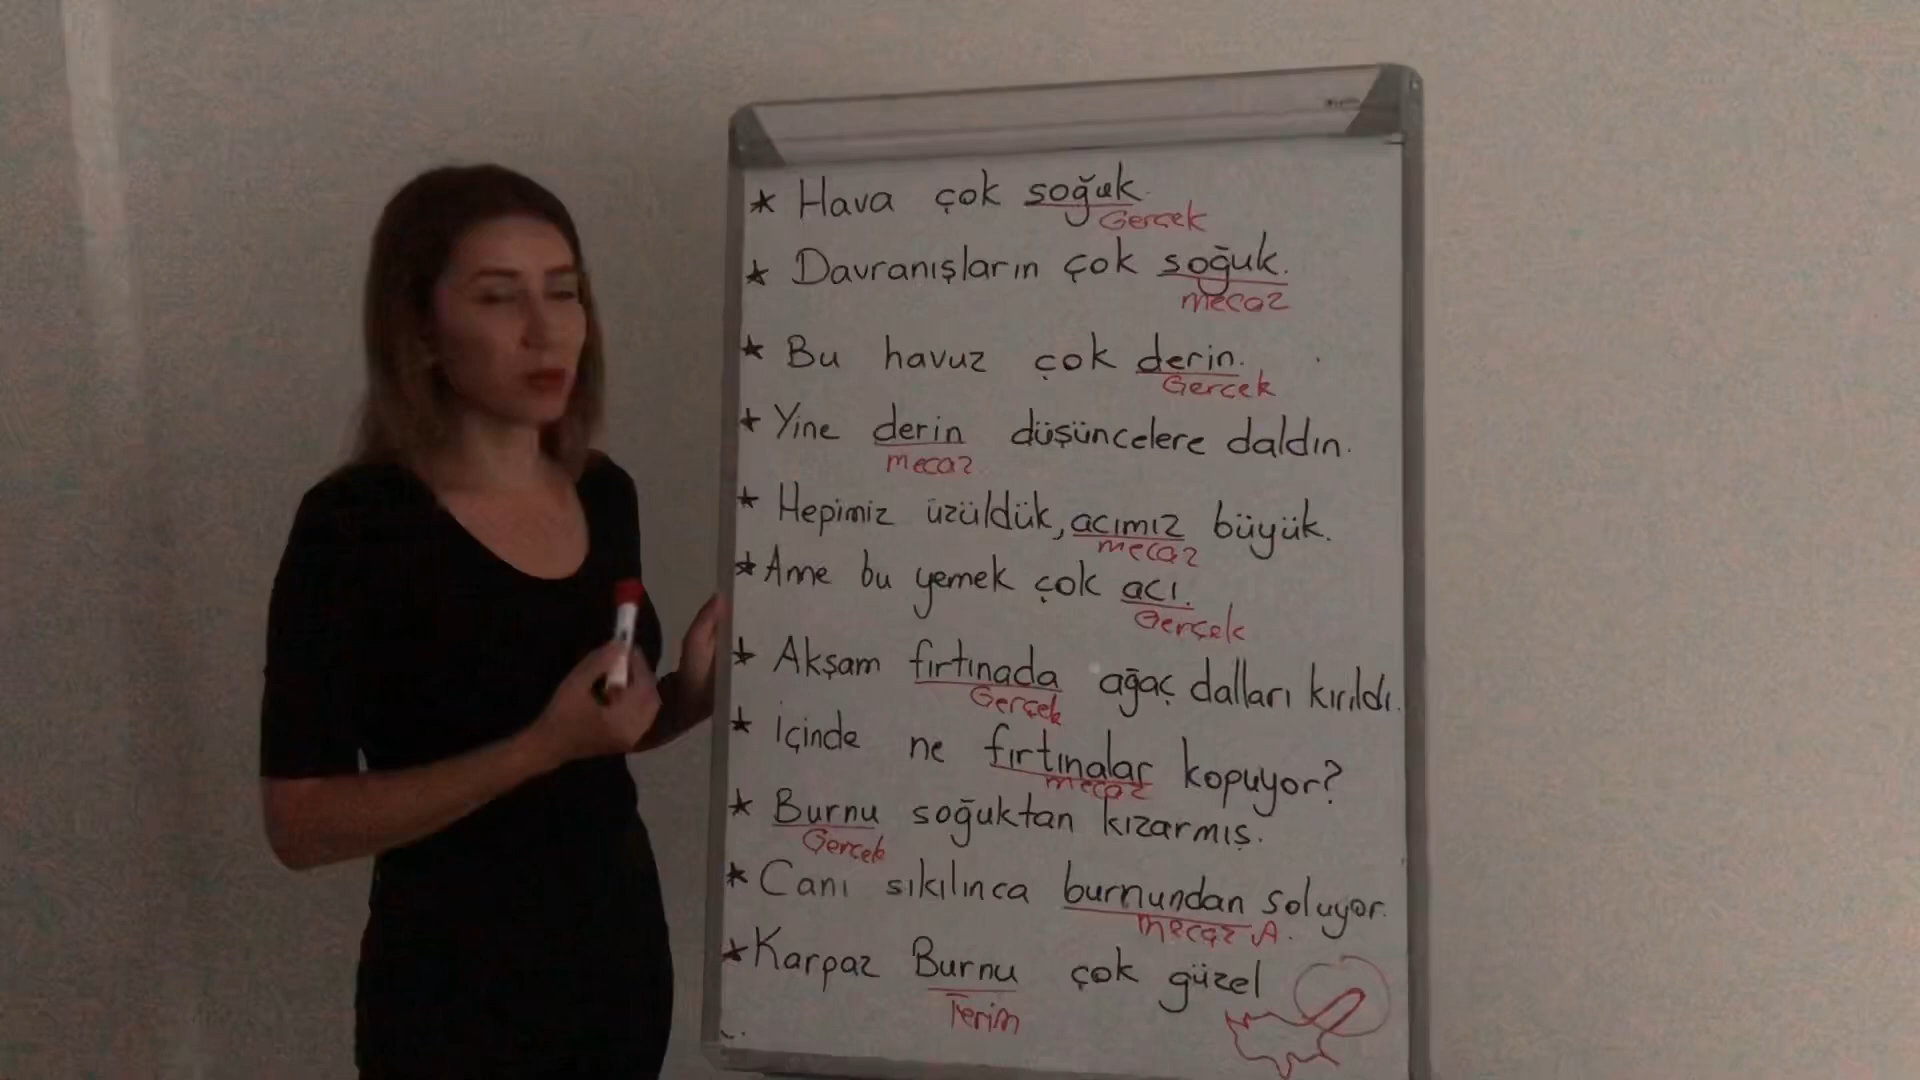 * Hava çok soğuk.
Gerçek
* Davranışların çok soğuk.
mecaz
* Bu havuz çok derin.
Gerçek
* Yine derin düşüncelere daldın.
mecaz
* Hepimiz üzüldük, acımız büyük.
mecaz
* Anne bu yemek çok acı.
Gerçek
* Akşam fırtınada ağaç dalları kırıldı.
Gerçek
* İçinde ne fırtınalar kopuyor?
mecaz
* Burnu soğuktan kızarmış.
Gerçek
* Canı sıkılınca burnundan soluyor.
mecaz A.
* Karpaz Burnu çok güzel
Terim